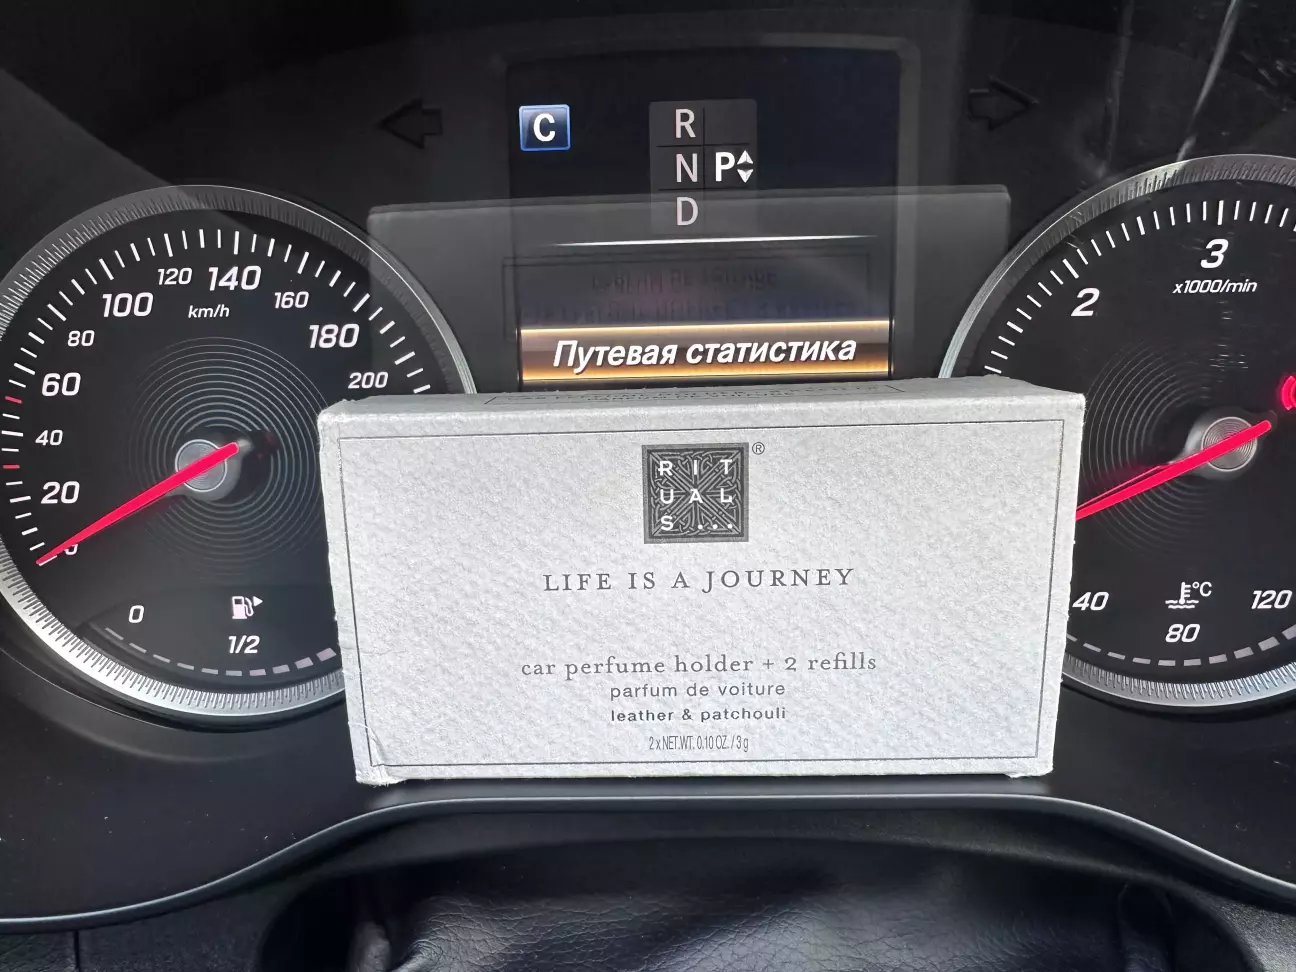 C
R
N P
D
Путевая статистика
20
40
60
80
100
120
140
160
180
200
km/h
0
1/2
2
3
x1000/min
40
80
120
°C
RIT
UAL
S...
®
LIFE IS A JOURNEY
car perfume holder + 2 refills
parfum de voiture
leather & patchouli
2 x NET.WT. 0.10 OZ. / 3 g